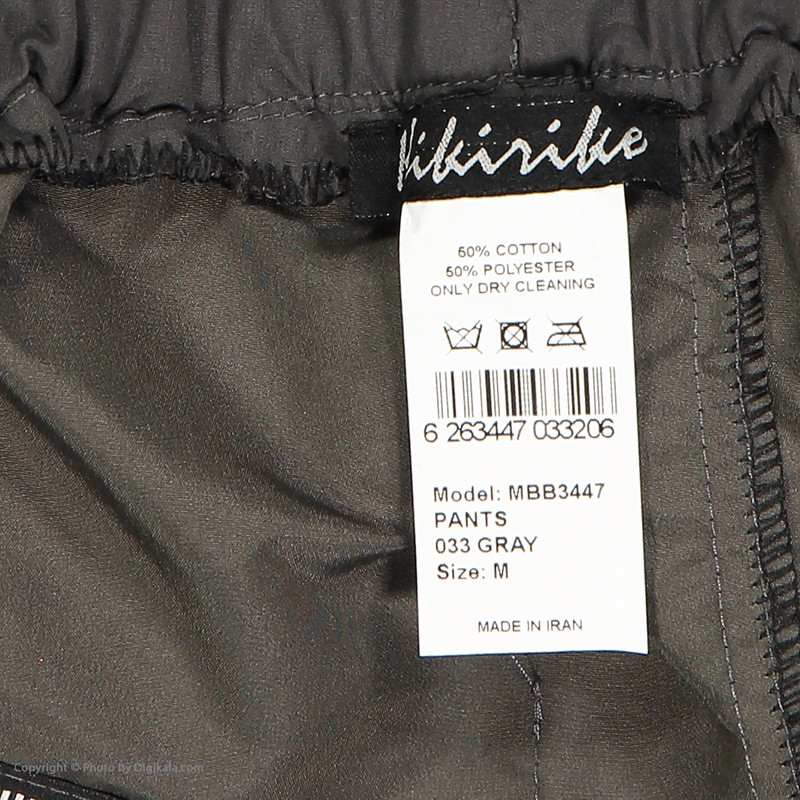 Nikirike
50% COTTON
50% POLYESTER
ONLY DRY CLEANING
6 263447 033206
Model: MBB3447
PANTS
033 GRAY
Size: M
MADE IN IRAN
Copyright © Photo By Digikala.com